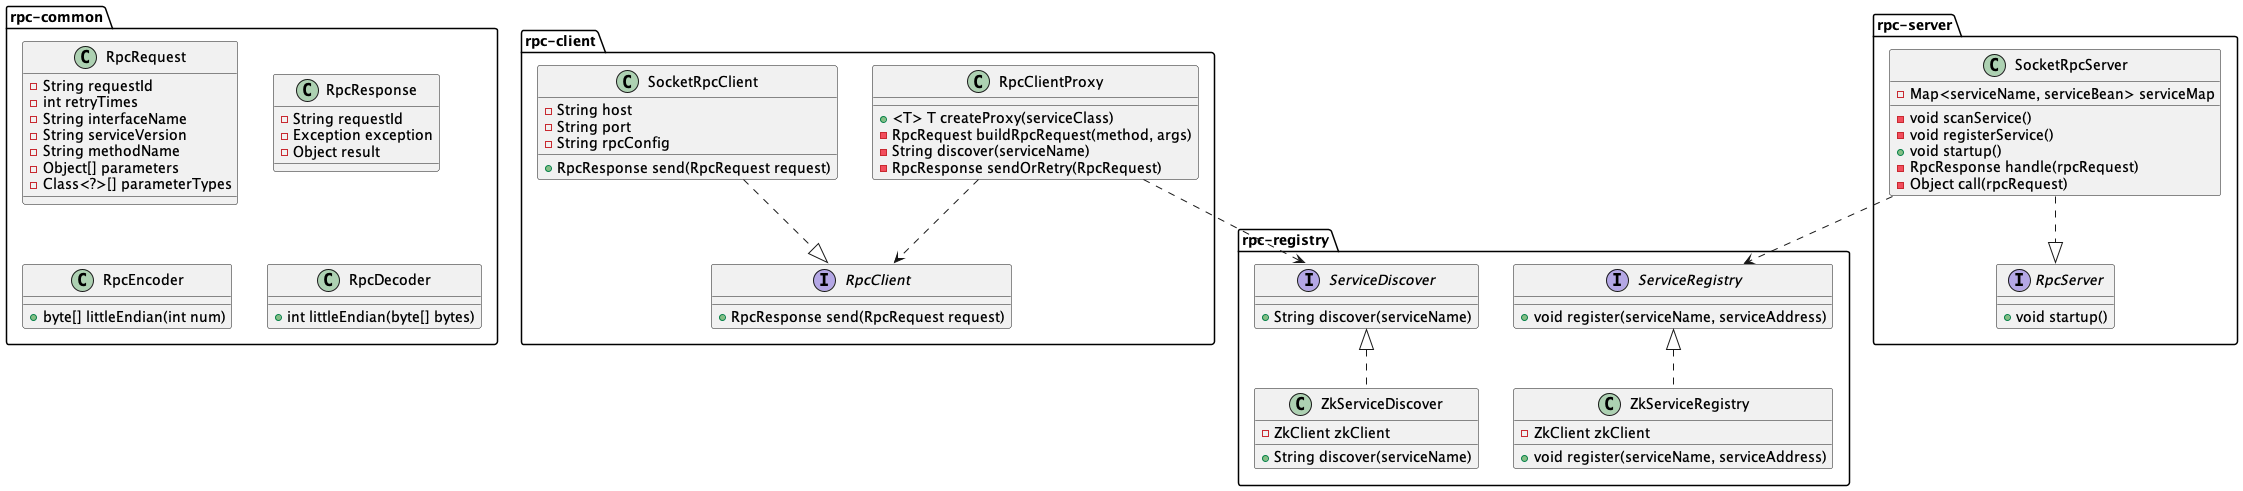 rpc-common
C RpcRequest
String requestId
int retryTimes
String interfaceName
String serviceVersion
String methodName
Object[] parameters
Class<?>[] parameterTypes
C RpcResponse
String requestId
Exception exception
Object result
C RpcEncoder
byte[] littleEndian(int num)
C RpcDecoder
int littleEndian(byte[] bytes)
rpc-client
C SocketRpcClient
String host
String port
String rpcConfig
RpcResponse send(RpcRequest request)
C RpcClientProxy
<T> T createProxy(serviceClass)
RpcRequest buildRpcRequest(method, args)
String discover(serviceName)
RpcResponse sendOrRetry(RpcRequest)
I RpcClient
RpcResponse send(RpcRequest request)
rpc-registry
I ServiceDiscover
String discover(serviceName)
I ServiceRegistry
void register(serviceName, serviceAddress)
C ZkServiceDiscover
ZkClient zkClient
String discover(serviceName)
C ZkServiceRegistry
ZkClient zkClient
void register(serviceName, serviceAddress)
rpc-server
C SocketRpcServer
Map<serviceName, serviceBean> serviceMap
void scanService()
void registerService()
void startup()
RpcResponse handle(rpcRequest)
Object call(rpcRequest)
I RpcServer
void startup()